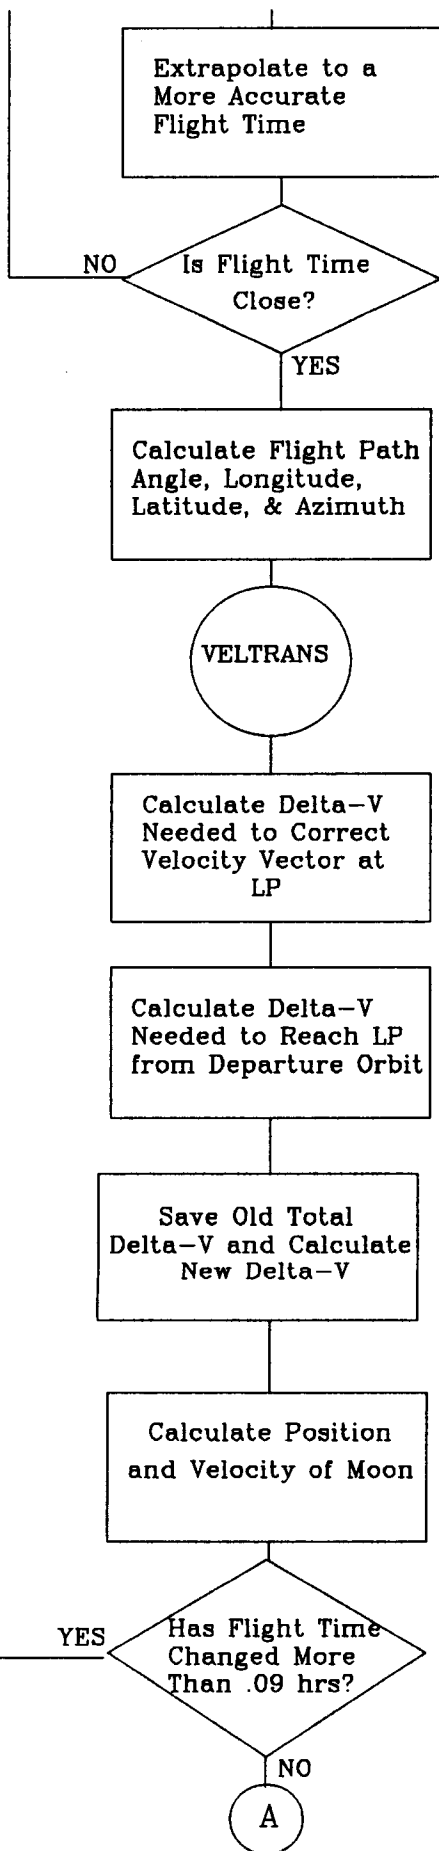 Extrapolate to a
More Accurate
Flight Time
NO
Is Flight Time
Close?
YES
Calculate Flight Path
Angle, Longitude,
Latitude, & Azimuth
VELTRANS
Calculate Delta-V
Needed to Correct
Velocity Vector at
LP
Calculate Delta-V
Needed to Reach LP
from Departure Orbit
Save Old Total
Delta-V and Calculate
New Delta-V
Calculate Position
and Velocity of Moon
YES
Has Flight Time
Changed More
Than .09 hrs?
NO
A